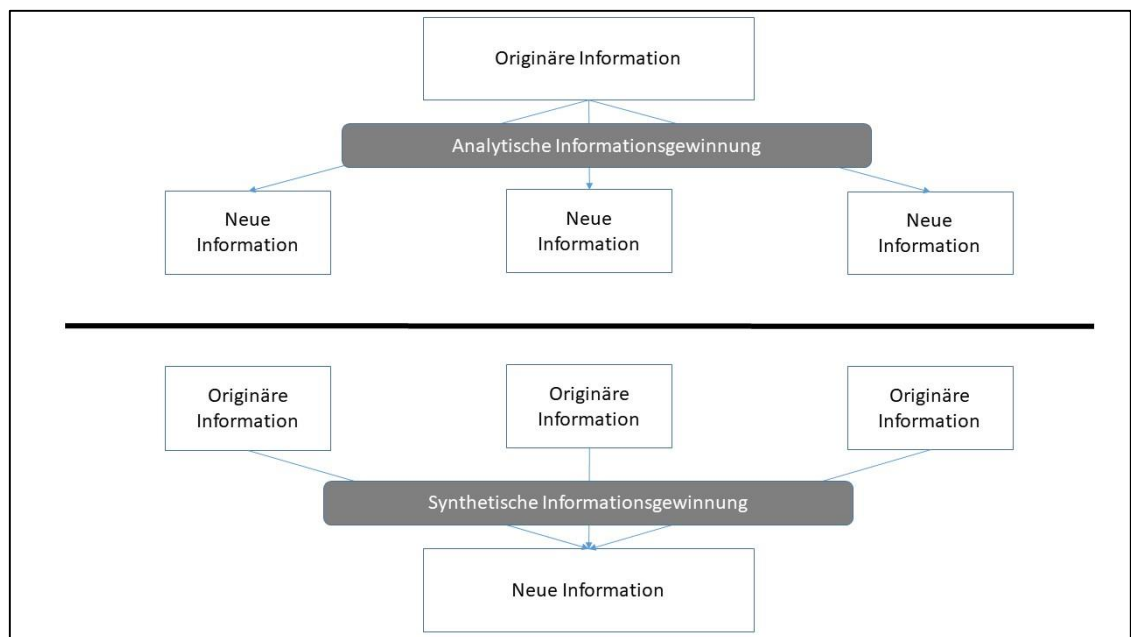 Originäre Information
Analytische Informationsgewinnung
Neue
Information
Neue
Information
Neue
Information
Originäre
Information
Originäre
Information
Originäre
Information
Synthetische Informationsgewinnung
Neue Information